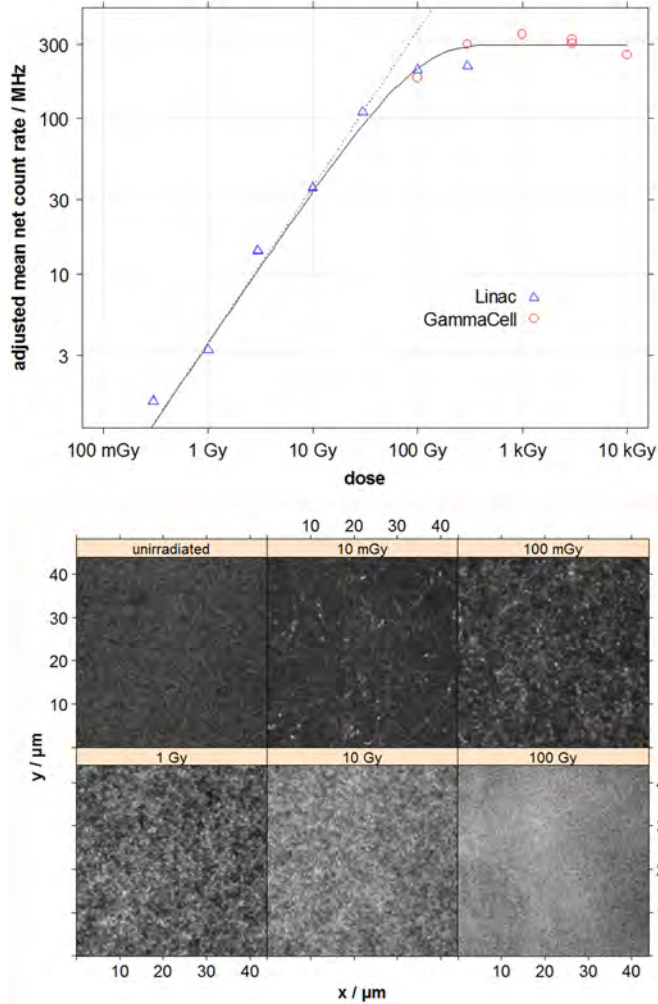 adjusted mean net count rate / MHz
300
100
30
10
3
Linac
GammaCell
100 mGy
1 Gy
10 Gy
100 Gy
1 kGy
10 kGy
dose
10 20 30 40
unirradiated
10 mGy
100 mGy
40
30
20
10
y / µm
1 Gy
10 Gy
100 Gy
10 20 30 40
10 20 30 40
x / µm